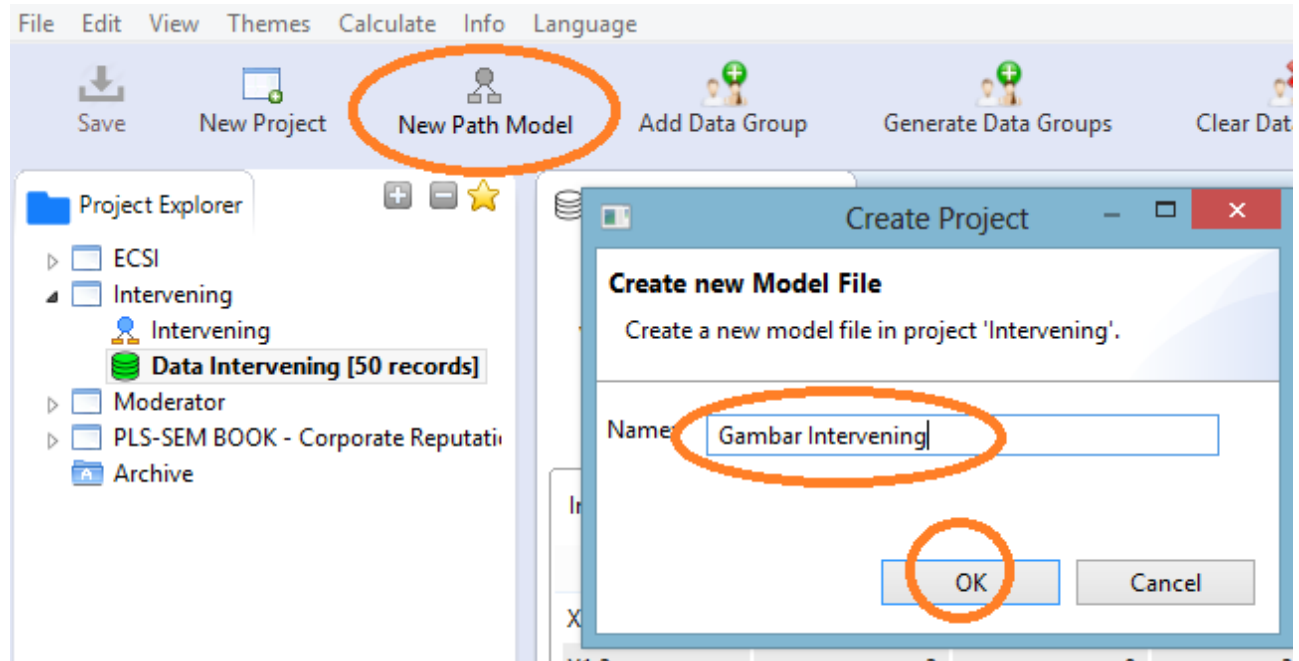 File Edit View Themes Calculate Info Language
Save New Project New Path Model Add Data Group Generate Data Groups Clear Dat
Project Explorer
ECSI
Intervening
Intervening
Data Intervening [50 records]
Moderator
PLS-SEM BOOK - Corporate Reputati
A Archive
Create Project
Create new Model File
Create a new model file in project 'Intervening'.
Name: Gambar Intervening
OK Cancel